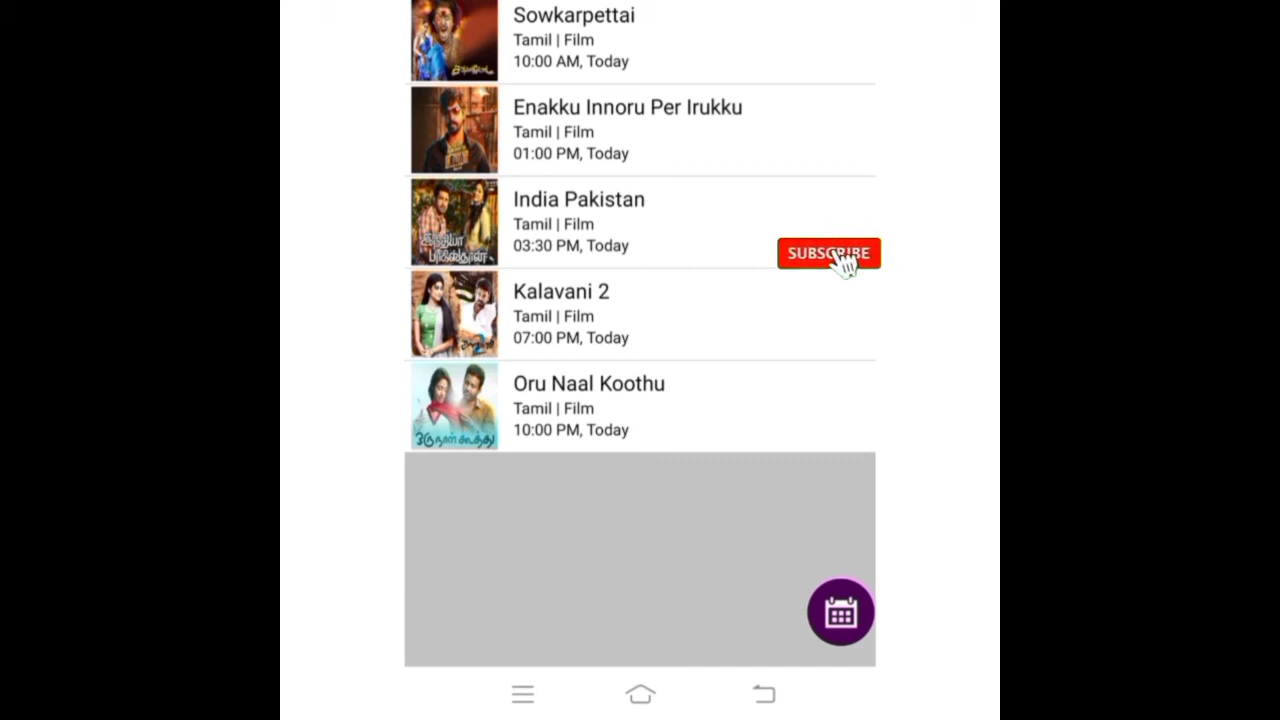 Sowkarpettai
Tamil | Film
10:00 AM, Today
Enakku Innoru Per Irukku
Tamil | Film
01:00 PM, Today
India Pakistan
Tamil | Film
03:30 PM, Today
இந்தியா
பாகிஸ்தான்
SUBSCRIBE
Kalavani 2
Tamil | Film
07:00 PM, Today
Oru Naal Koothu
Tamil | Film
10:00 PM, Today
ஒரு நாள் கூத்து